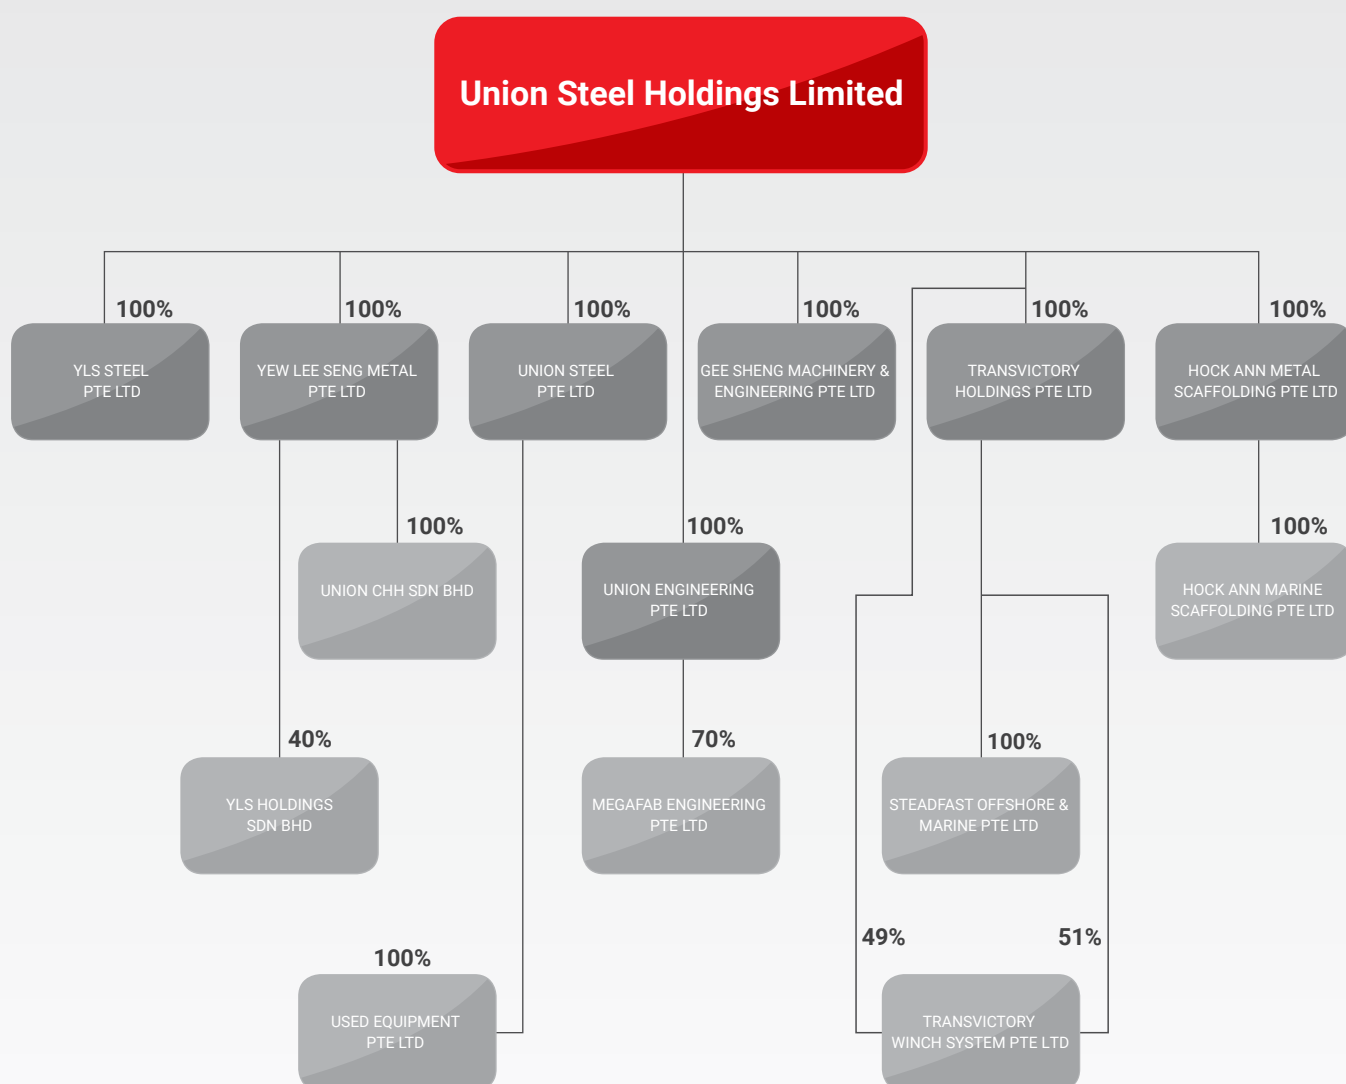 Union Steel Holdings Limited
100%
100%
100%
100%
100%
100%
YLS STEEL
PTE LTD
YEW LEE SENG METAL
PTE LTD
UNION STEEL
PTE LTD
GEE SHENG MACHINERY &
ENGINEERING PTE LTD
TRANSVICTORY
HOLDINGS PTE LTD
HOCK ANN METAL
SCAFFOLDING PTE LTD
100%
100%
100%
UNION CHH SDN BHD
UNION ENGINEERING
PTE LTD
HOCK ANN MARINE
SCAFFOLDING PTE LTD
40%
70%
100%
YLS HOLDINGS
SDN BHD
MEGAFAB ENGINEERING
PTE LTD
STEADFAST OFFSHORE &
MARINE PTE LTD
100%
49%
51%
USED EQUIPMENT
PTE LTD
TRANSVICTORY
WINCH SYSTEM PTE LTD